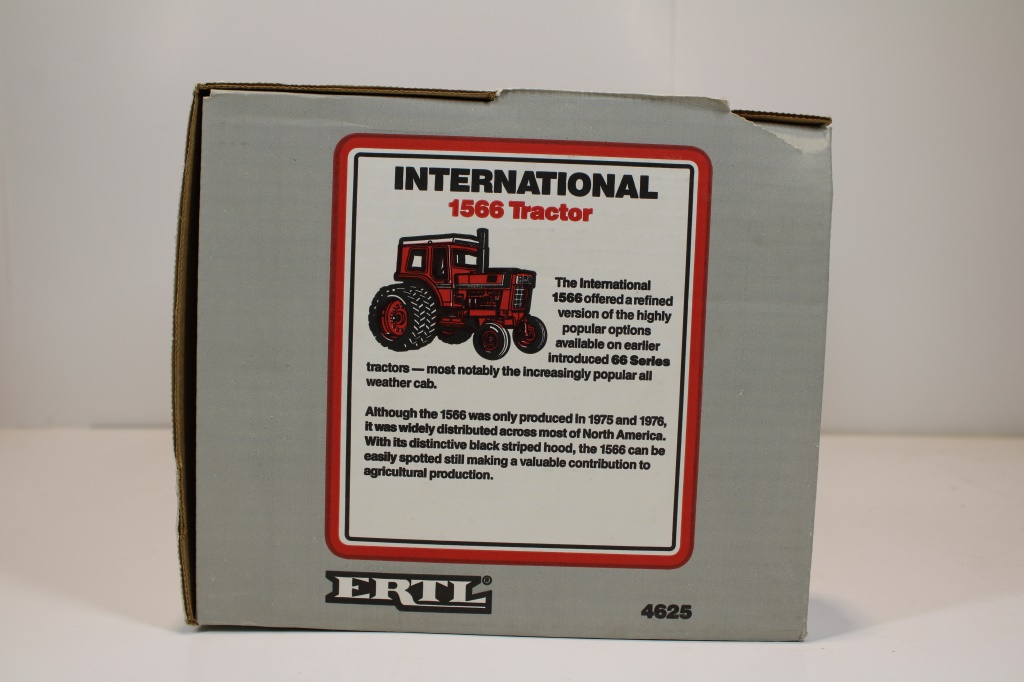 INTERNATIONAL
1566 Tractor
The International
1566 offered a refined
version of the highly
popular options
available on earlier
introduced 66 Series
tractors — most notably the increasingly popular all
weather cab.
Although the 1566 was only produced in 1975 and 1976,
it was widely distributed across most of North America.
With its distinctive black striped hood, the 1566 can be
easily spotted still making a valuable contribution to
agricultural production.
ERTL®
4625